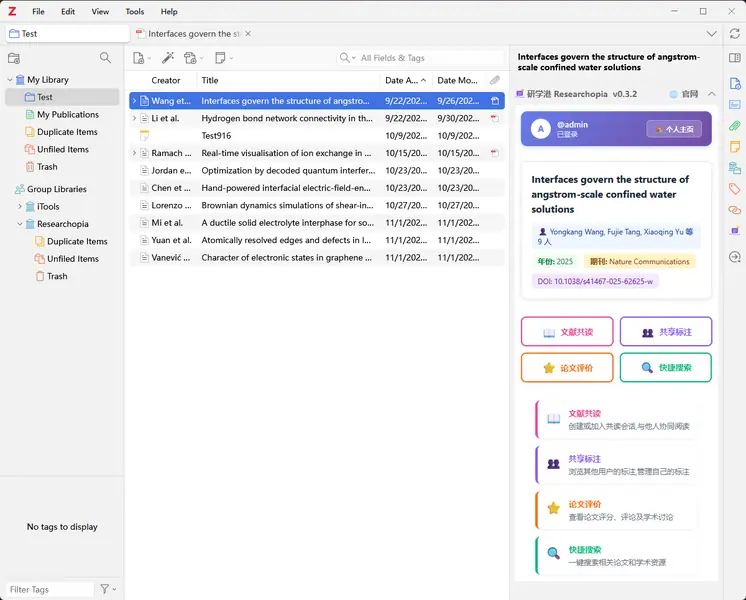 Z File Edit View Tools Help
Test
Interfaces govern the st
My Library
Test
My Publications
Duplicate Items
Unfiled Items
Trash
Group Libraries
iTools
Researchopia
Duplicate Items
Unfiled Items
Trash
No tags to display
Filter Tags
All Fields & Tags
Creator Title Date A... Date Mo...
Wang et... Interfaces govern the structure of angstro... 9/22/202... 9/26/202...
Li et al. Hydrogen bond network connectivity in th... 9/22/202... 9/30/202...
Test916 10/9/202... 10/9/202...
Ramach ... Real-time visualisation of ion exchange in ... 10/15/20... 10/15/20...
Jordan e... Optimization by decoded quantum interfer... 10/23/20... 10/23/20...
Chen et ... Hand-powered interfacial electric-field-en... 10/23/20... 10/23/20...
Lorenzo ... Brownian dynamics simulations of shear-in... 10/23/20... 10/23/20...
Mi et al. A ductile solid electrolyte interphase for so... 11/1/202... 11/1/202...
Yuan et al. Atomically resolved edges and defects in l... 11/1/202... 11/1/202...
Vanević ... Character of electronic states in graphene ... 11/1/202... 11/1/202...
Interfaces govern the structure of angstrom-
scale confined water solutions
研学港 Researchopia v0.3.2 官网
A
@admin
已登录
个人主页
Interfaces govern the structure of
angstrom-scale confined water
solutions
Yongkang Wang, Fujie Tang, Xiaoqing Yu 等
9 人
年份: 2025 期刊: Nature Communications
DOI: 10.1038/s41467-025-62625-w
文献共读 共享标注
论文评价 快捷搜索
文献共读
创建或加入共读会话,与他人协同阅读
共享标注
浏览其他用户的标注,管理自己的标注
论文评价
查看论文评分、评论及学术讨论
快捷搜索
一键搜索相关论文和学术资源